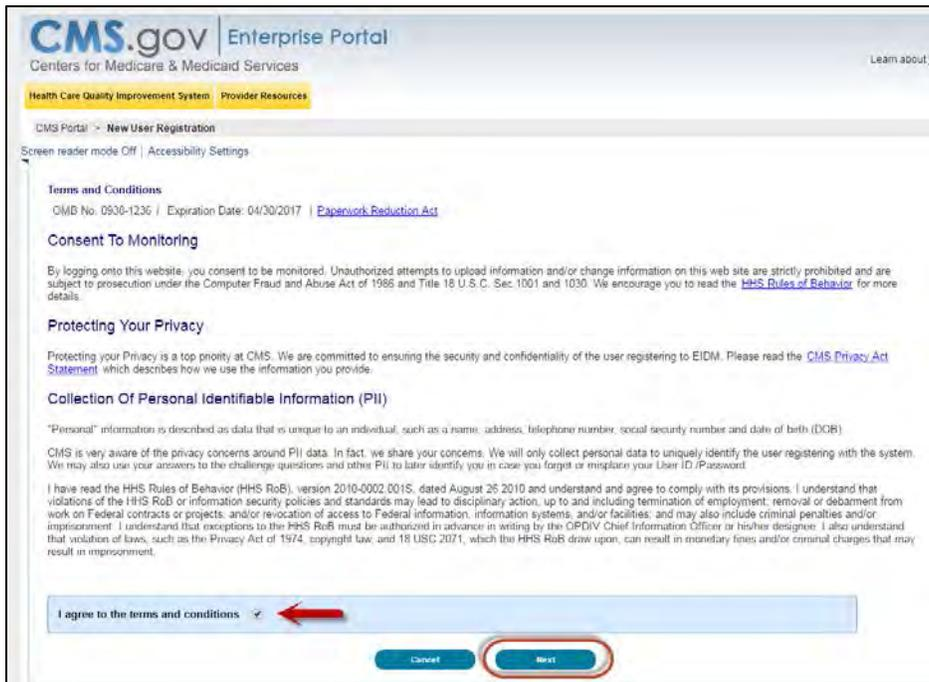 CMS.gov | Enterprise Portal
Centers for Medicare & Medicaid Services
Learn about
Health Care Quality Improvement System Provider Resources
CMS Portal > New User Registration
Screen reader mode Off | Accessibility Settings
Terms and Conditions
OMB No. 0930-1236 | Expiration Date: 04/30/2017 | Paperwork Reduction Act
Consent To Monitoring
By logging onto this website, you consent to be monitored. Unauthorized attempts to upload information and/or change information on this web site are strictly prohibited and are
subject to prosecution under the Computer Fraud and Abuse Act of 1986 and Title 18 U.S.C. Sec.1001 and 1030. We encourage you to read the HHS Rules of Behavior for more
details.
Protecting Your Privacy
Protecting your Privacy is a top priority at CMS. We are committed to ensuring the security and confidentiality of the user registering to EIDM. Please read the CMS Privacy Act
Statement which describes how we use the information you provide.
Collection Of Personal Identifiable Information (PII)
"Personal" information is described as data that is unique to an individual, such as a name, address, telephone number, social security number and date of birth (DOB).
CMS is very aware of the privacy concerns around PII data. In fact, we share your concerns. We will only collect personal data to uniquely identify the user registering with the system.
We may also use your answers to the challenge questions and other PII to later identify you in case you forget or misplace your User ID /Password.
I have read the HHS Rules of Behavior (HHS RoB), version 2010-0002.001S, dated August 26 2010 and understand and agree to comply with its provisions. I understand that
violations of the HHS RoB or information security policies and standards may lead to disciplinary action, up to and including termination of employment; removal or debarment from
work on Federal contracts or projects; and/or revocation of access to Federal information, information systems, and/or facilities; and may also include criminal penalties and/or
imprisonment. I understand that exceptions to the HHS RoB must be authorized in advance in writing by the OPDIV Chief Information Officer or his/her designee. I also understand
that violation of laws, such as the Privacy Act of 1974, copyright law, and 18 USC 2071, which the HHS RoB draw upon, can result in monetary fines and/or criminal charges that may
result in imprisonment.
I agree to the terms and conditions
Cancel Next